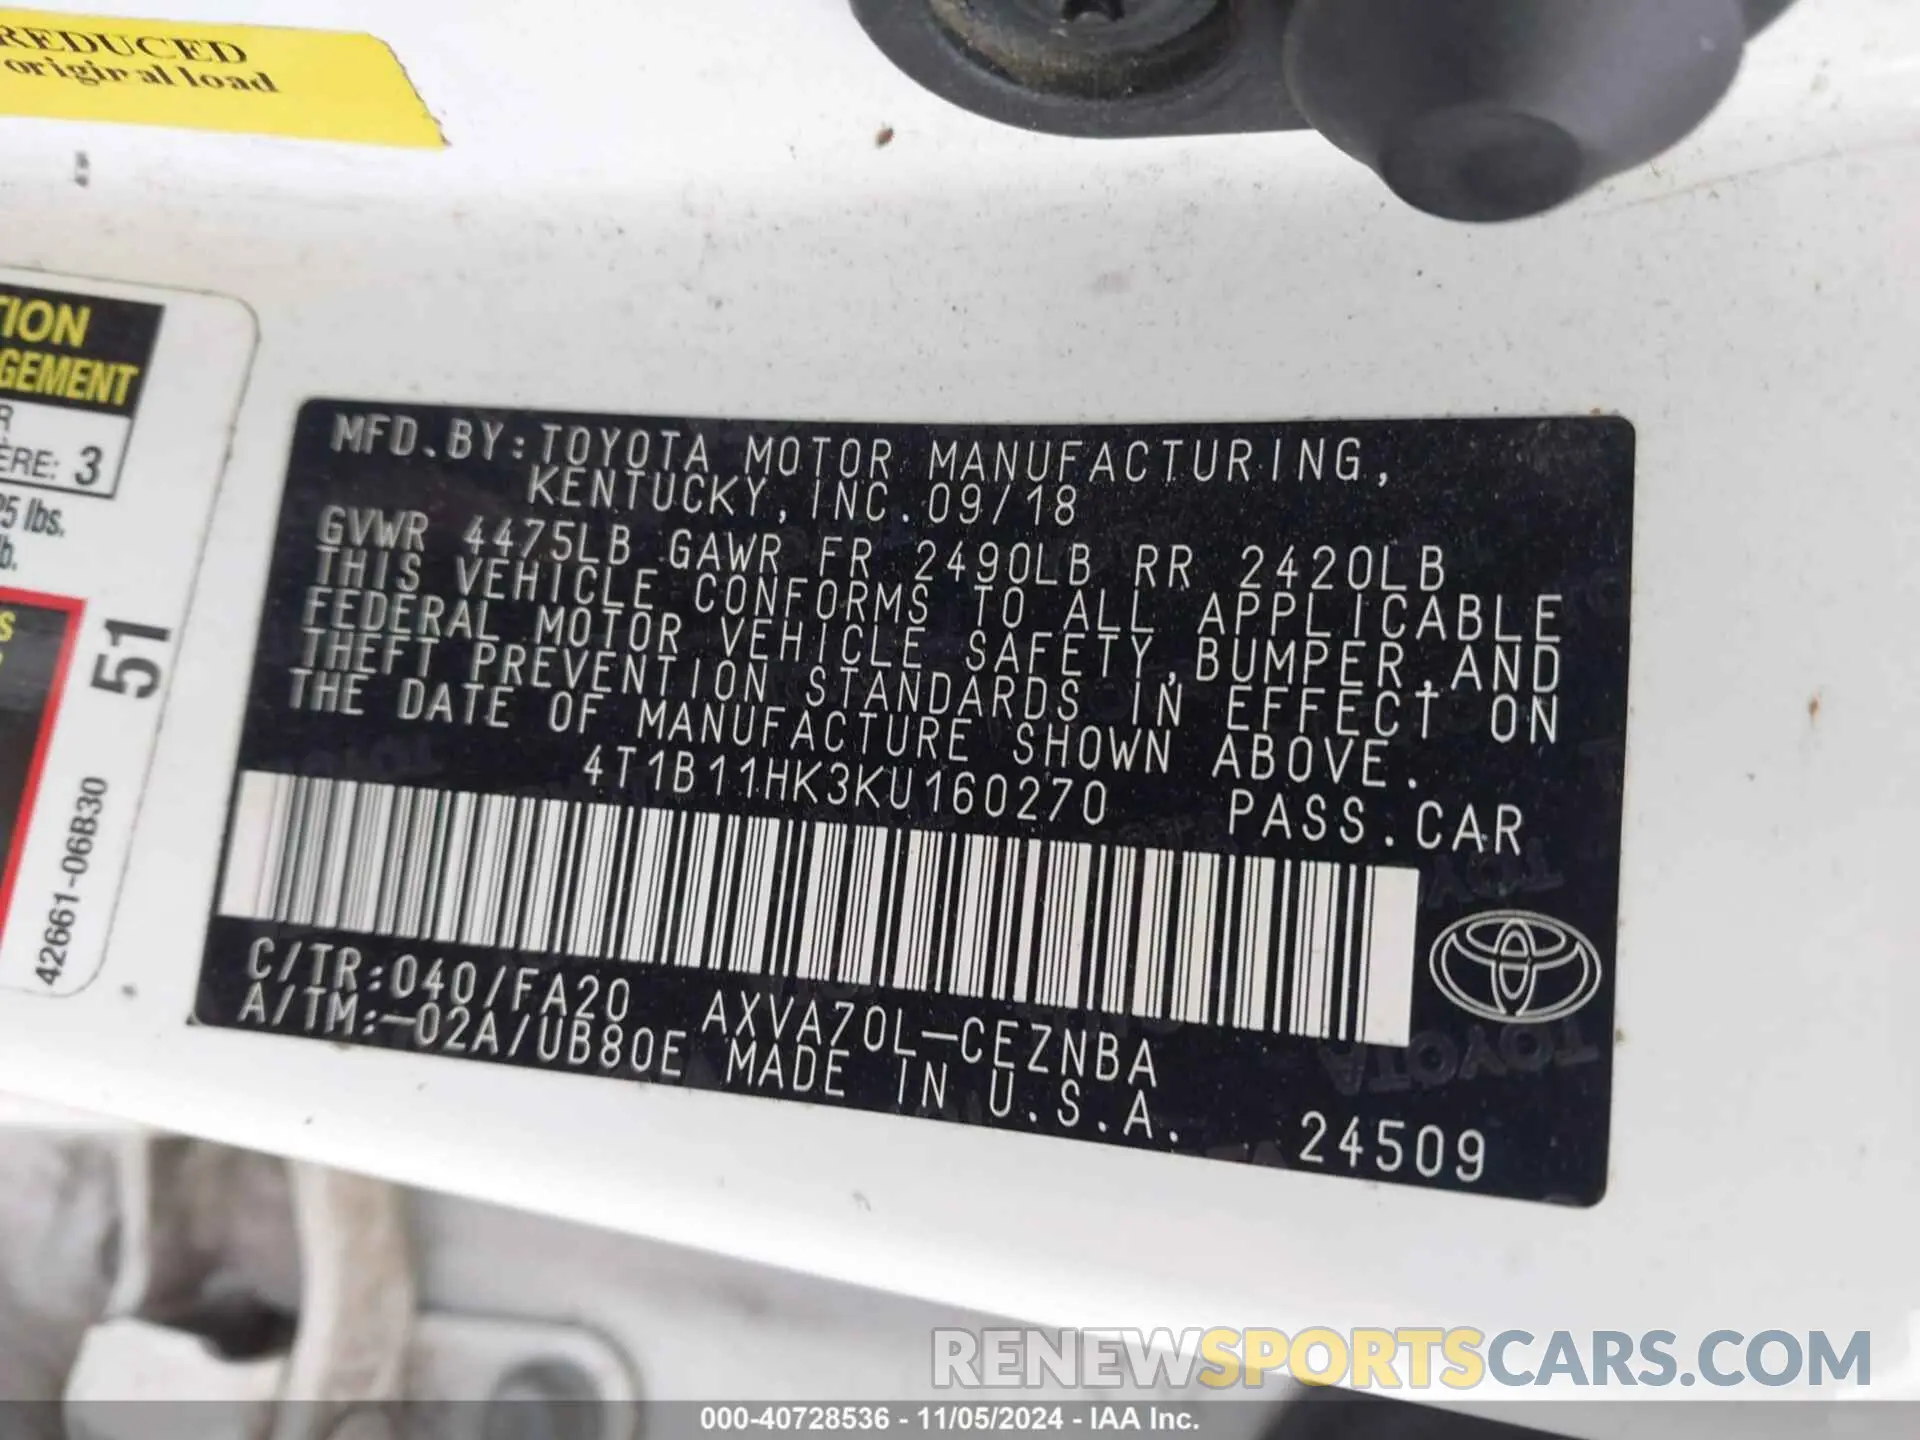 REDUCED
original load
TION
GEMENT
3
25 lbs.
lb.
51
42661-06B30
MFD.BY:TOYOTA MOTOR MANUFACTURING,
KENTUCKY,INC.09/18
GVWR 4475LB GAWR FR 2490LB RR 2420LB
THIS VEHICLE CONFORMS TO ALL APPLICABLE
FEDERAL MOTOR VEHICLE SAFETY,BUMPER,AND
THEFT PREVENTION STANDARDS IN EFFECT ON
THE DATE OF MANUFACTURE SHOWN ABOVE.
4T1B11HK3KU160270 PASS.CAR
C/TR:040/FA20 AXVA70L-CEZNBA
A/TM:-02A/UB80E MADE IN U.S.A.
24509
RENEWSPORTSCARS.COM
000-40728536 - 11/05/2024 - IAA Inc.